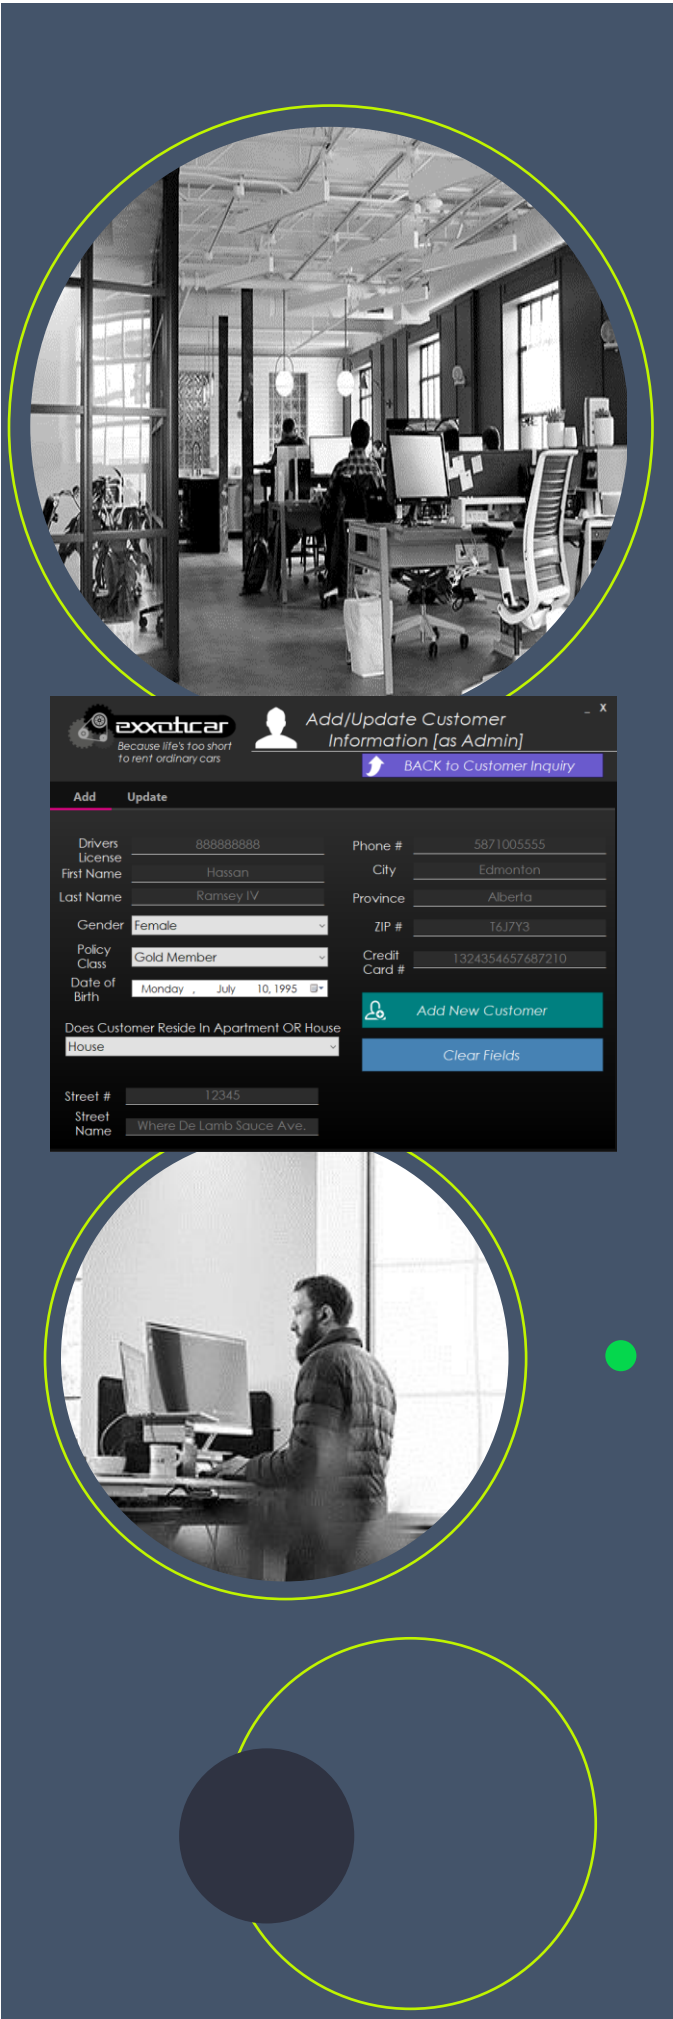 exxoticar
Because life's too short
to rent ordinary cars
Add/Update Customer
Information [as Admin]
_ X
BACK to Customer Inquiry
Add Update
Drivers
License
888888888
First Name
Hassan
Last Name
Ramsey IV
Gender
Female
Policy
Class
Gold Member
Date of
Birth
Monday , July 10, 1995
Does Customer Reside In Apartment OR House
House
Street #
12345
Street
Name
Where De Lamb Sauce Ave.
Phone #
5871005555
City
Edmonton
Province
Alberta
ZIP #
T6J7Y3
Credit
Card #
1324354657687210
Add New Customer
Clear Fields